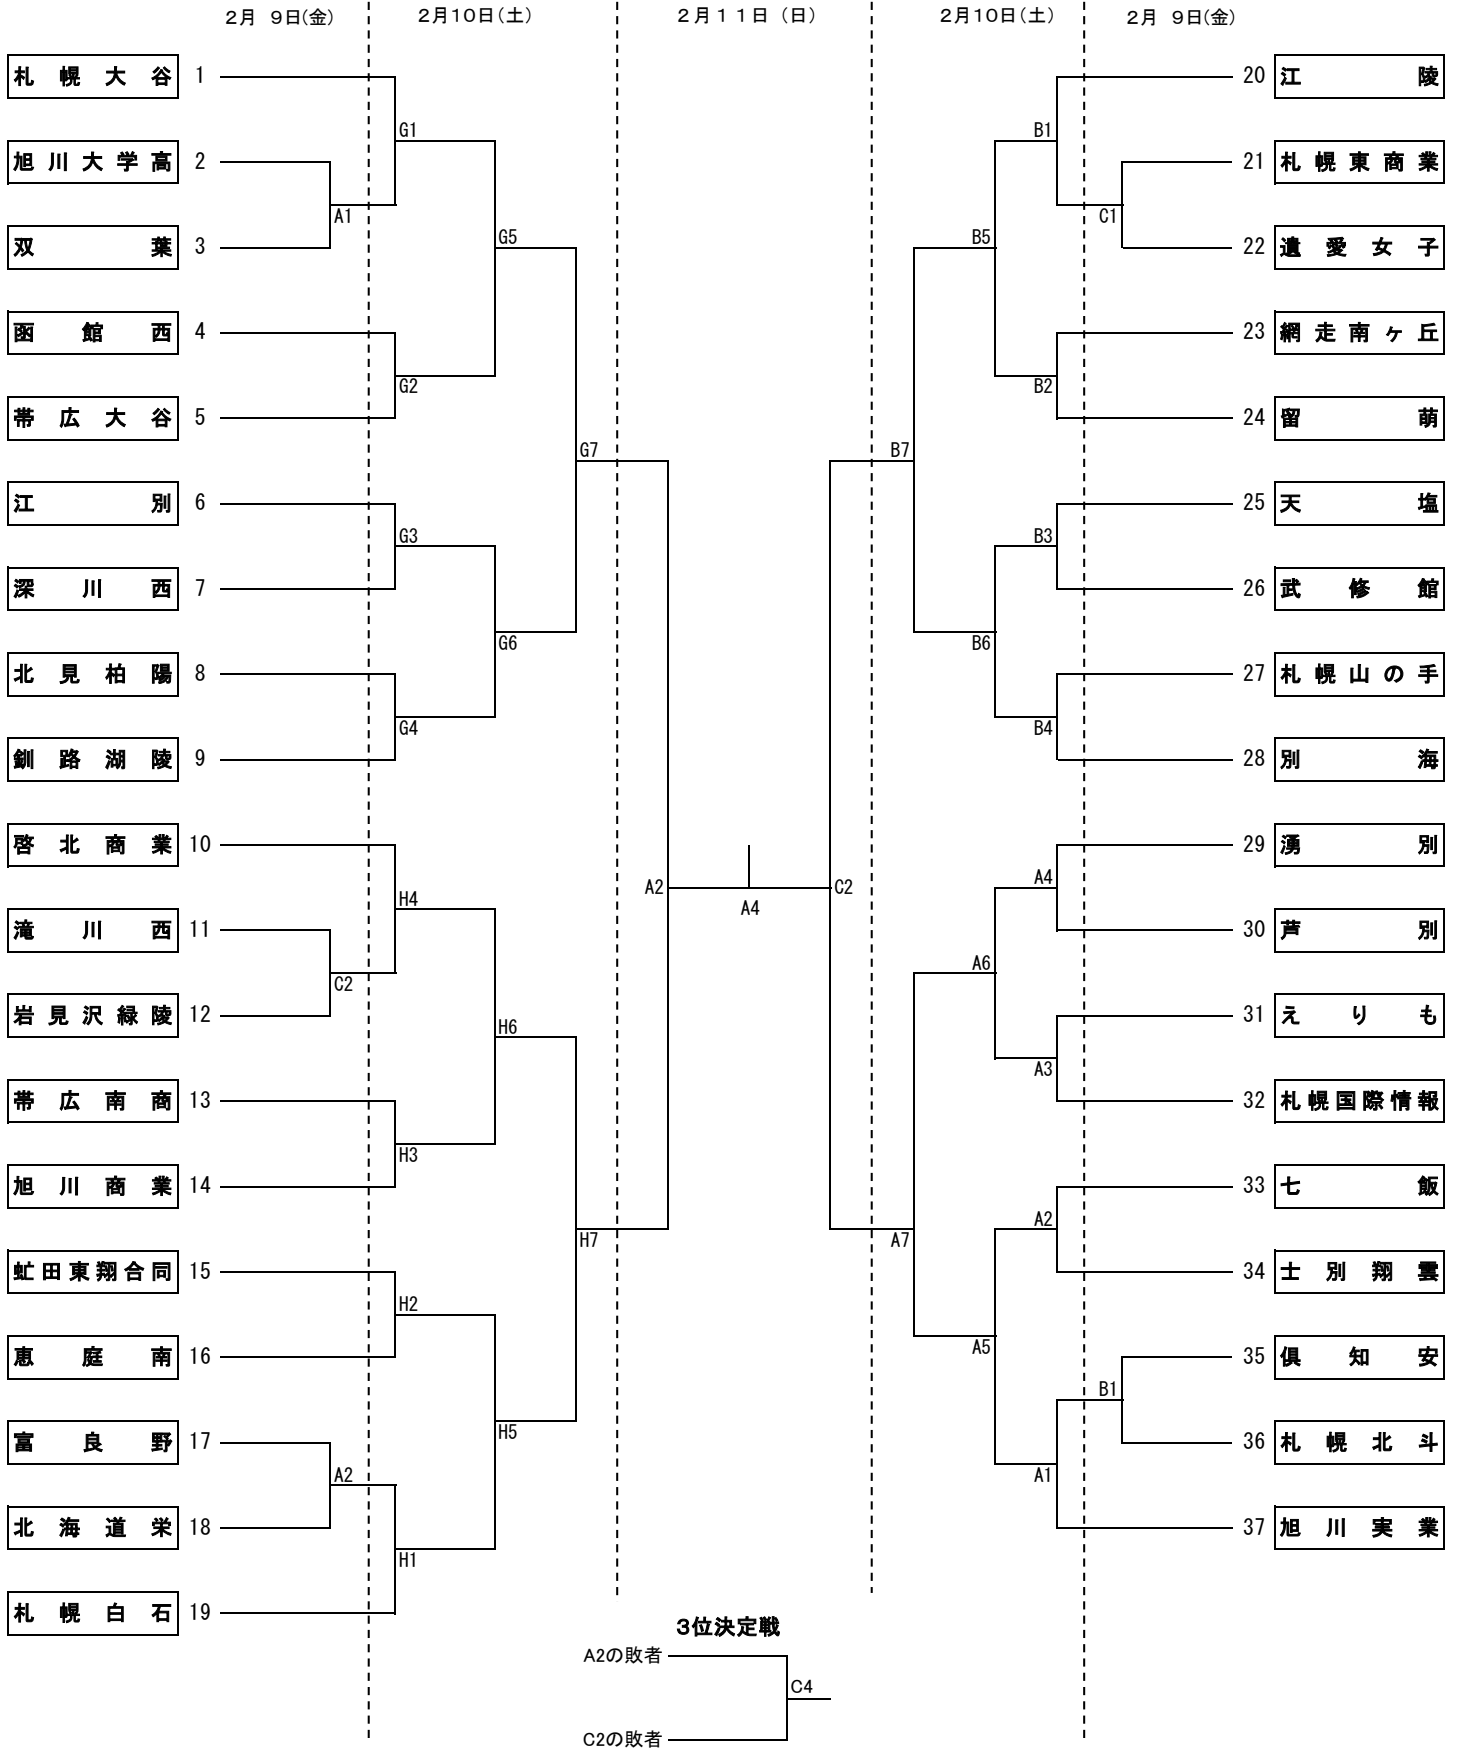 ２月　９日(金)　２月１０日(土)　２月１１日（日）　２月１０日(土)　２月　９日(金)
札幌大谷 1　20 江陵
G1　B1
旭川大学高 2　21 札幌東商業
A1　C1
双葉 3　G5　B5　22 遺愛女子
函館西 4　23 網走南ヶ丘
G2　B2
帯広大谷 5　24 留萌
G7　B7
江別 6　25 天塩
G3　B3
深川西 7　26 武修館
G6　B6
北見柏陽 8　27 札幌山の手
G4　B4
釧路湖陵 9　28 別海
啓北商業 10　29 湧別
A4
A2　C2
H4　A4
滝川西 11　30 芦別
A6
C2
岩見沢緑陵 12　31 えりも
H6
A3
帯広南商 13　32 札幌国際情報
H3
旭川商業 14　33 七飯
A2
H7　A7
虻田東翔合同 15　34 士別翔雲
H2
恵庭南 16　A5　35 倶知安
B1
H5
富良野 17　36 札幌北斗
A2　A1
北海道栄 18　37 旭川実業
H1
札幌白石 19
３位決定戦
A2の敗者
C4
C2の敗者